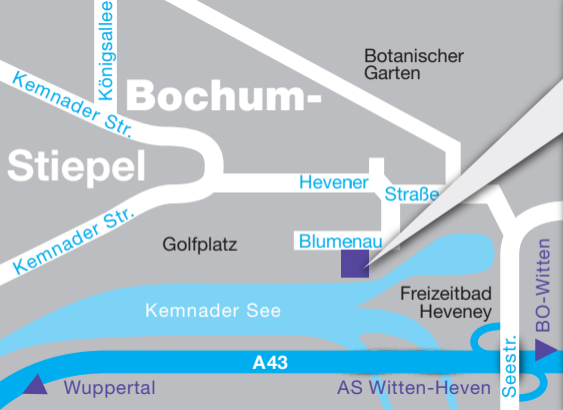 Königsallee
Botanischer
Garten
Kemnader Str.
Bochum-
Stiepel
Hevener
Straße
Kemnader Str.
Golfplatz
Blumenau
Freizeitbad
Heveney
BO-Witten
Kemnader See
Seestr.
A43
Wuppertal
AS Witten-Heven